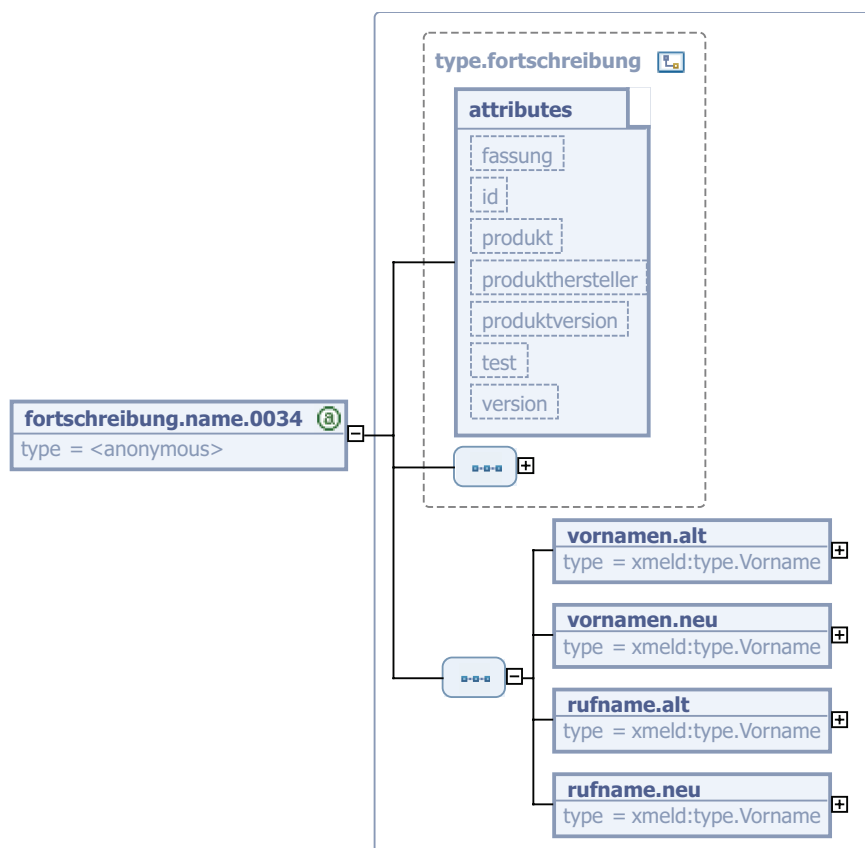 type.fortschreibung
attributes
fassung
id
produkt
produkthersteller
produktversion
test
version
fortschreibung.name.0034 @
type = <anonymous>
vornamen.alt
type = xmeld:type.Vorname
vornamen.neu
type = xmeld:type.Vorname
rufname.alt
type = xmeld:type.Vorname
rufname.neu
type = xmeld:type.Vorname